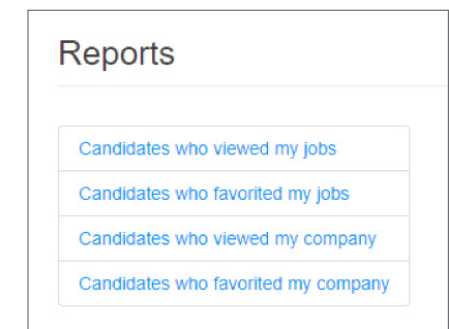 Reports
Candidates who viewed my jobs
Candidates who favorited my jobs
Candidates who viewed my company
Candidates who favorited my company